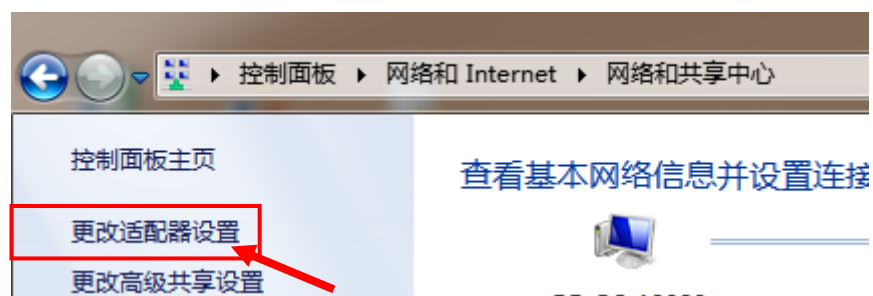 控制面板 ▸ 网络和 Internet ▸ 网络和共享中心
控制面板主页
查看基本网络信息并设置连接
更改适配器设置
更改高级共享设置